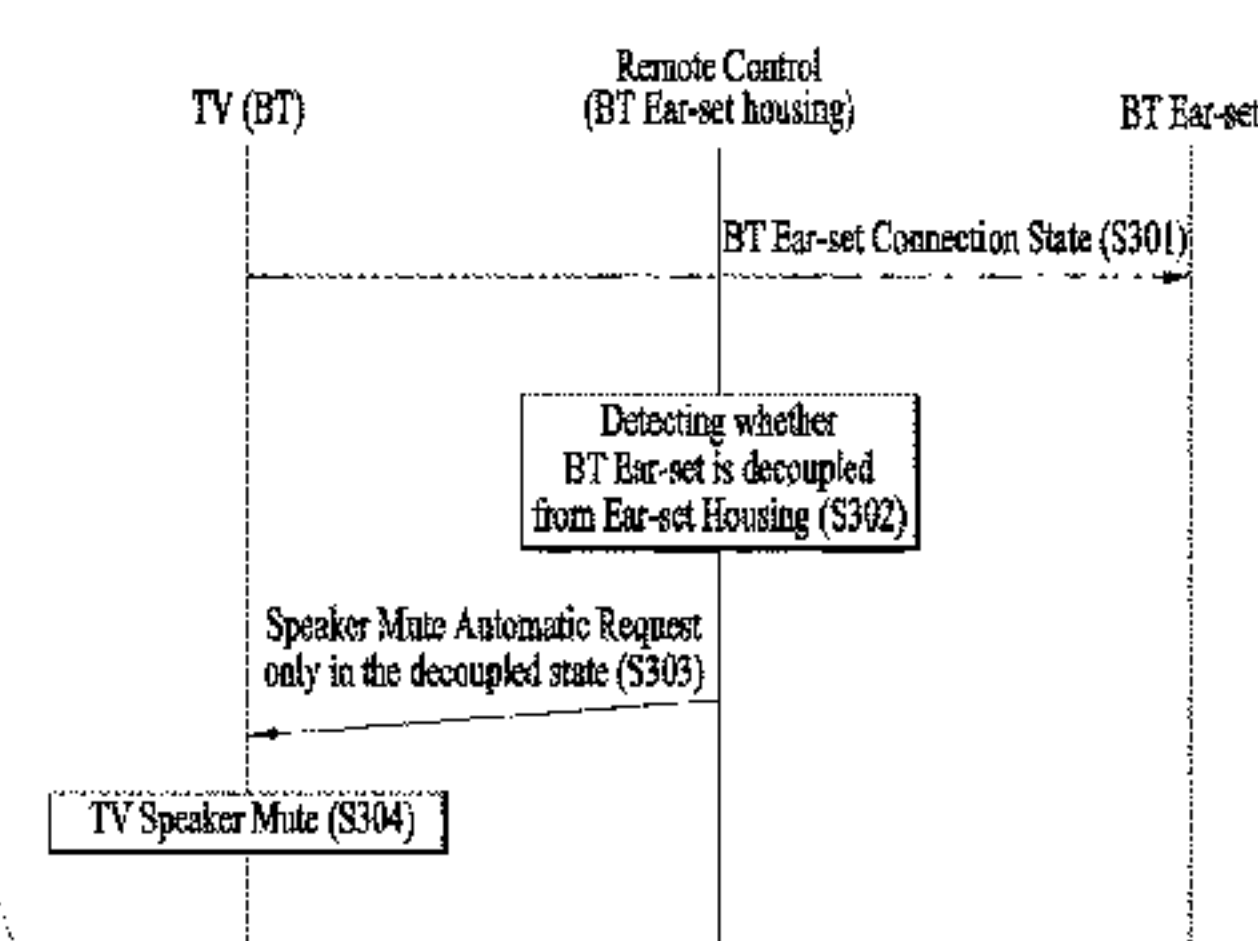 Remote Control
TV (BT)
(BT Ear-set housing)
BT Ear-set
BT Ear-set Connection State (S301)
Detecting whether
BT Ear-set is decoupled
from Ear-set Housing (S302)
Speaker Mute Automatic Request
only in the decoupled state (S303)
TV Speaker Mute (S304)